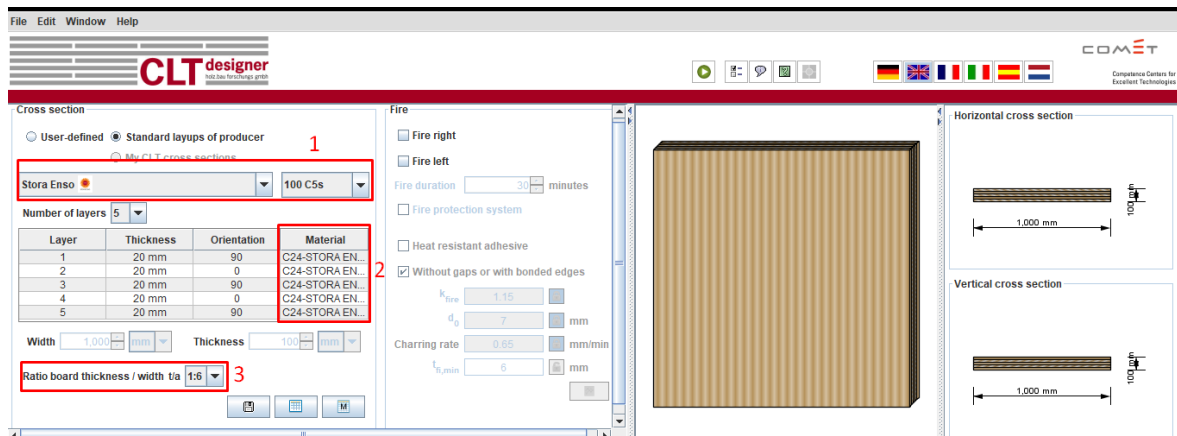 File Edit Window Help
CLT designer
holz.bau forschungs gmbh
COMET
Competence Centers for
Excellent Technologies
Cross section
User-defined Standard layups of producer
My CLT cross sections
1
Stora Enso 100 C5s
Number of layers 5
Layer Thickness Orientation Material
1 20 mm 90 C24-STORA EN...
2 20 mm 0 C24-STORA EN...
3 20 mm 90 C24-STORA EN...
4 20 mm 0 C24-STORA EN...
5 20 mm 90 C24-STORA EN...
2
Width 1,000 mm Thickness 100 mm
Ratio board thickness / width t/a 1:6 3
M
Fire
Fire right
Fire left
Fire duration 30 minutes
Fire protection system
Heat resistant adhesive
Without gaps or with bonded edges
kfire 1.15
d0 7 mm
Charring rate 0.65 mm/min
tfi,min 6 mm
Horizontal cross section
1,000 mm
100 mm
Vertical cross section
1,000 mm
100 mm